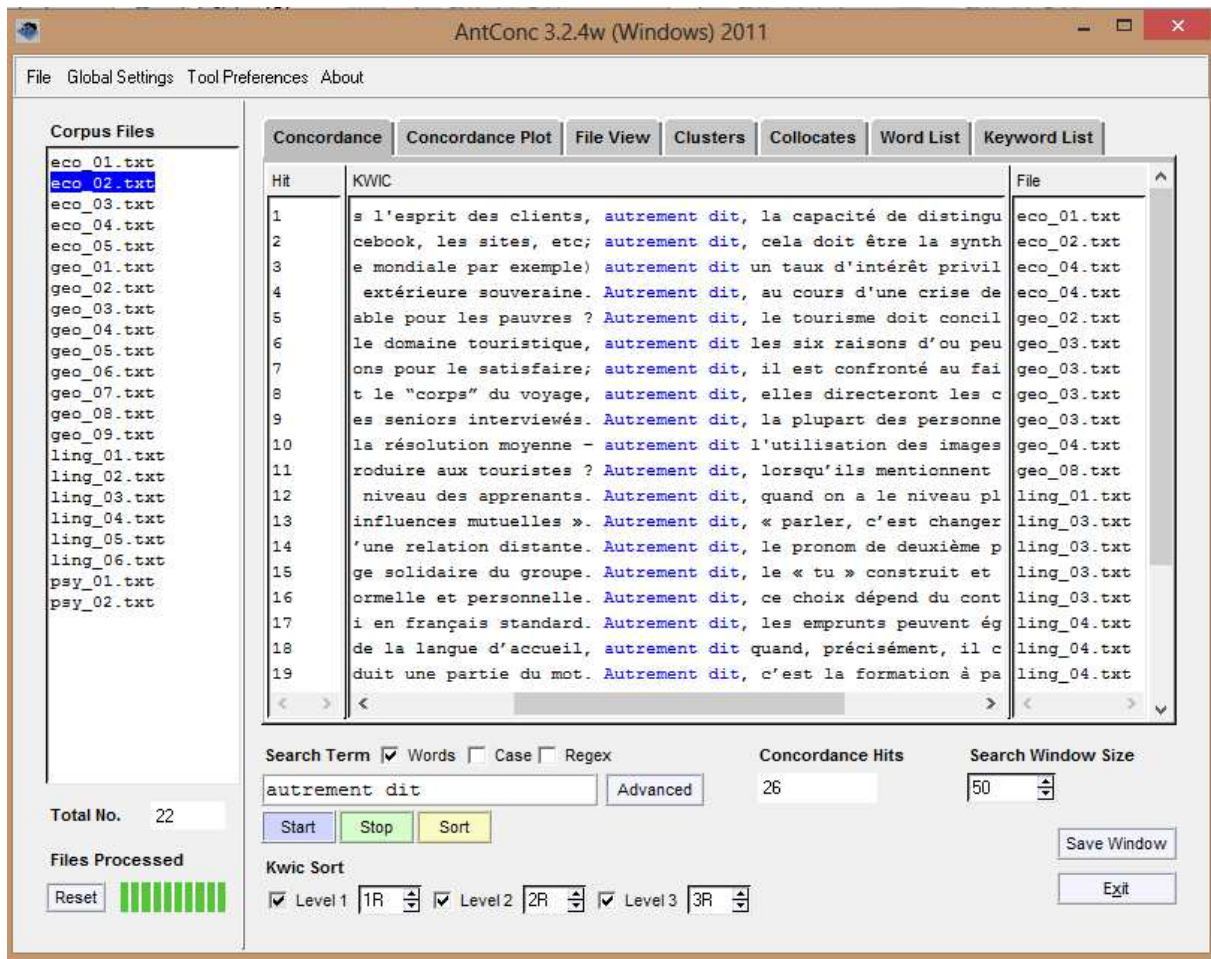 AntConc 3.2.4w (Windows) 2011
File Global Settings Tool Preferences About
Corpus Files
eco_01.txt
eco_02.txt
eco_03.txt
eco_04.txt
eco_05.txt
geo_01.txt
geo_02.txt
geo_03.txt
geo_04.txt
geo_05.txt
geo_06.txt
geo_07.txt
geo_08.txt
geo_09.txt
ling_01.txt
ling_02.txt
ling_03.txt
ling_04.txt
ling_05.txt
ling_06.txt
psy_01.txt
psy_02.txt
Total No. 22
Files Processed
Reset
Concordance Concordance Plot File View Clusters Collocates Word List Keyword List
Hit KWIC File
1 s l'esprit des clients, autrement dit, la capacité de distingu eco_01.txt
2 cebook, les sites, etc; autrement dit, cela doit être la synth eco_02.txt
3 e mondiale par exemple) autrement dit un taux d'intérêt privil eco_04.txt
4 extérieure souveraine. Autrement dit, au cours d'une crise de eco_04.txt
5 able pour les pauvres ? Autrement dit, le tourisme doit concil geo_02.txt
6 le domaine touristique, autrement dit les six raisons d’ou peu geo_03.txt
7 ons pour le satisfaire; autrement dit, il est confronté au fai geo_03.txt
8 t le “corps” du voyage, autrement dit, elles directeront les c geo_03.txt
9 es seniors interviewés. Autrement dit, la plupart des personne geo_03.txt
10 la résolution moyenne – autrement dit l'utilisation des images geo_04.txt
11 roduire aux touristes ? Autrement dit, lorsqu’ils mentionnent geo_08.txt
12 niveau des apprenants. Autrement dit, quand on a le niveau pl ling_01.txt
13 influences mutuelles ». Autrement dit, « parler, c’est changer ling_03.txt
14 ’une relation distante. Autrement dit, le pronom de deuxième p ling_03.txt
15 ge solidaire du groupe. Autrement dit, le « tu » construit et ling_03.txt
16 ormelle et personnelle. Autrement dit, ce choix dépend du cont ling_03.txt
17 i en français standard. Autrement dit, les emprunts peuvent ég ling_04.txt
18 de la langue d’accueil, autrement dit quand, précisément, il c ling_04.txt
19 duit une partie du mot. Autrement dit, c’est la formation à pa ling_04.txt
Search Term Words Case Regex Concordance Hits Search Window Size
autrement dit Advanced 26 50
Start Stop Sort
Save Window
Kwic Sort
Level 1 1R Level 2 2R Level 3 3R
Exit